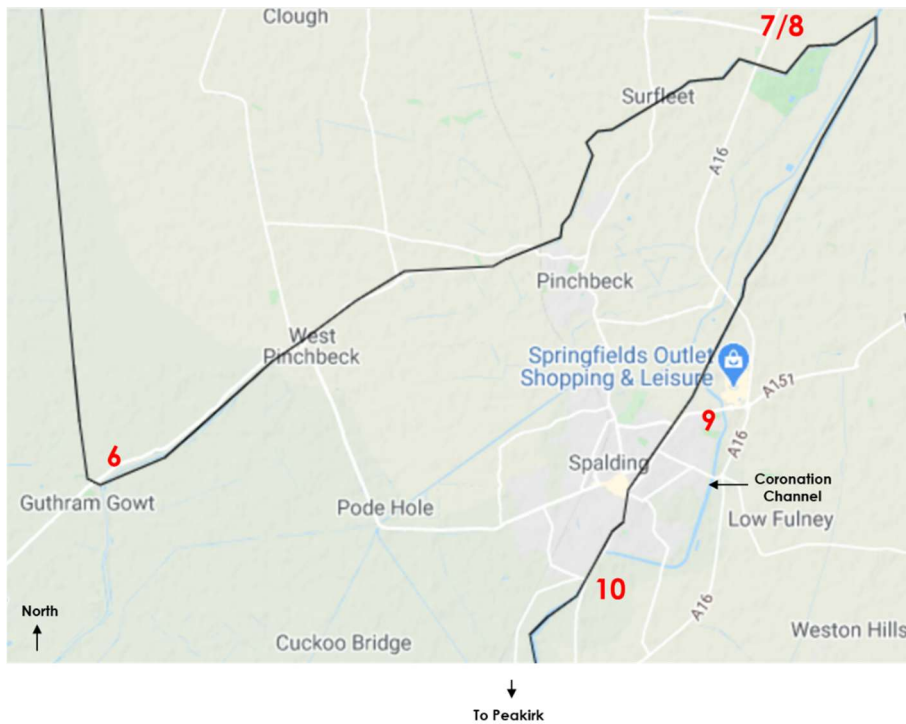 Clough
7/8
Surfleet
A16
Pinchbeck
West
Pinchbeck
Springfields Outlet
Shopping & Leisure
A151
9
6
Spalding
A16
Coronation
Channel
Guthram Gowt
Pode Hole
Low Fulney
10
A16
North
Cuckoo Bridge
Weston Hills
To Peakirk